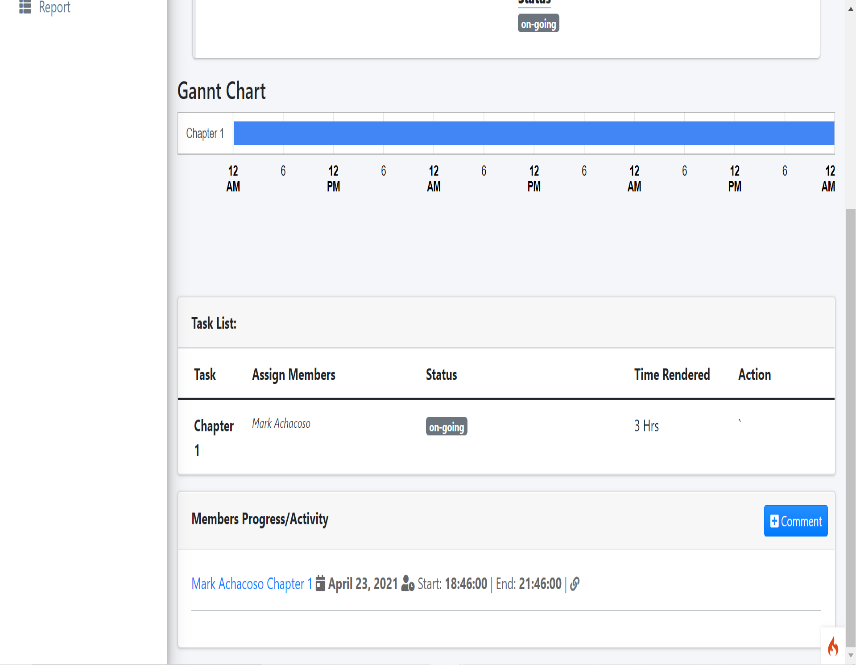 Report
Status
on-going
Gannt Chart
Chapter 1
12 AM 6 12 PM 6 12 AM 6 12 PM 6 12 AM 6 12 PM 6 12 AM
Task List:
Task Assign Members Status Time Rendered Action
Chapter 1 Mark Achacoso on-going 3 Hrs `
Members Progress/Activity Comment
Mark Achacoso Chapter 1 April 23, 2021 Start: 18:46:00 | End: 21:46:00 |